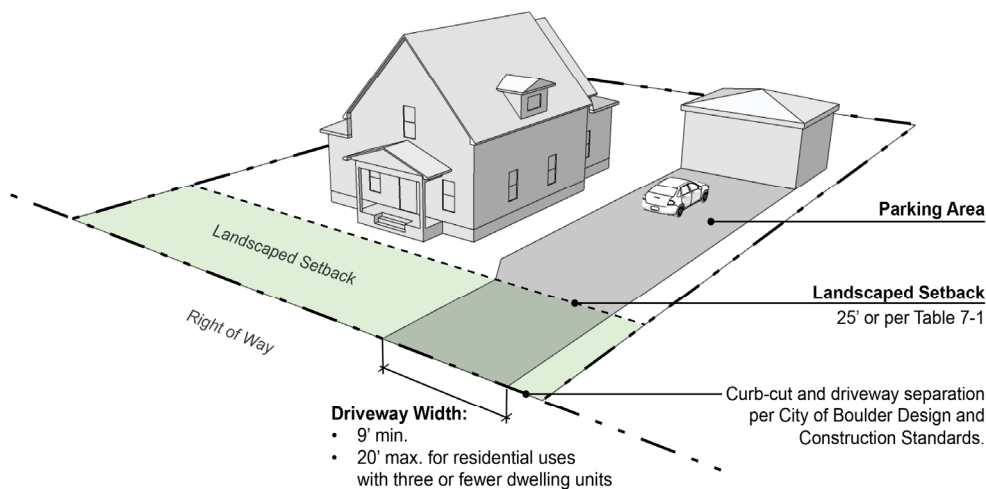 Landscaped Setback
Right of Way
Parking Area
Landscaped Setback
25’ or per Table 7-1
Curb-cut and driveway separation
per City of Boulder Design and
Construction Standards.
Driveway Width:
• 9’ min.
• 20’ max. for residential uses
with three or fewer dwelling units